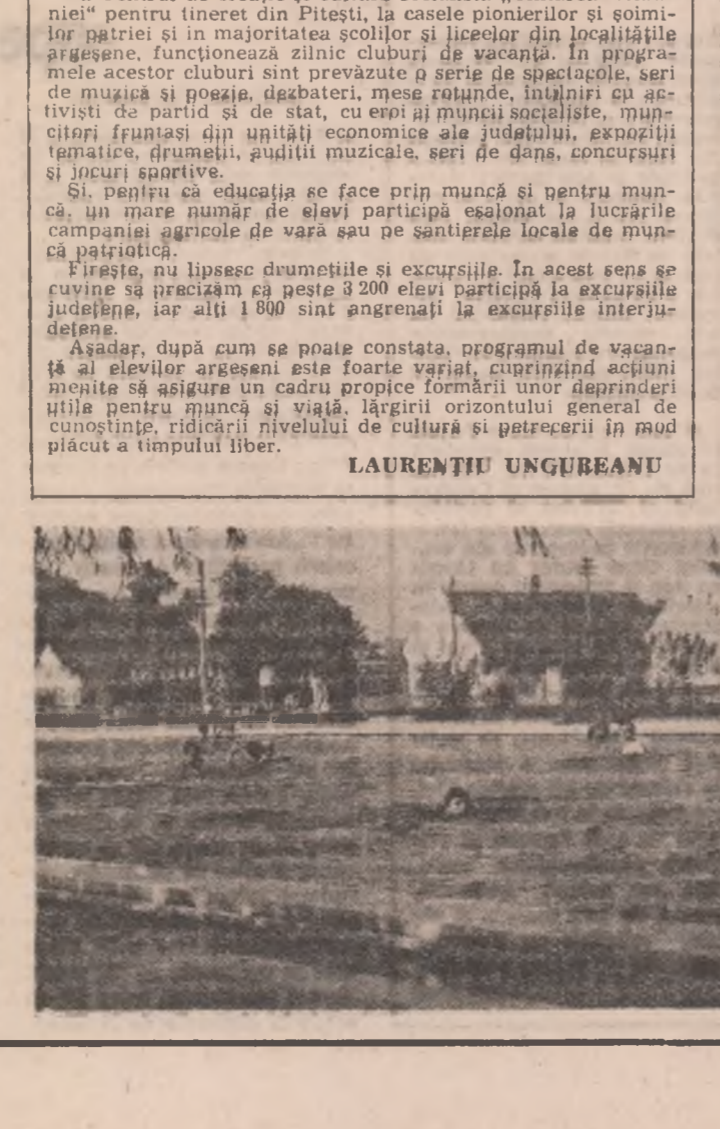 niei“ pentru tineret din Pitești, la casele pionierilor și șoimi-
lor patriei și in majoritatea școlilor și liceelor din localitățile
argeșene, funcționează zilnic cluburi de vacanță. In progra-
mele acestor cluburi sint prevăzute o serie de spectacole, seri
de muzică și poezie, dezbateri, mese rotunde, intîlniri cu ac-
tiviști de partid și de stat, cu eroi ai muncii socialiste, mun-
citori fruntași din unități economice ale județului, expoziții
tematice, drumeții, audiții muzicale, seri de dans, concursuri
și jocuri sportive.
Și, pentru că educația se face prin muncă și pentru mun-
că, un mare număr de elevi participă eșalonat la lucrările
campaniei agricole de vară sau pe șantierele locale de mun-
că patriotică.
Firește, nu lipsesc drumețiile și excursiile. In acest sens se
cuvine să precizăm că peste 3 200 elevi participă la excursiile
județene, iar alți 1 800 sint angrenați la excursiile interju-
dețene.
Așadar, după cum se poate constata, programul de vacan-
ță al elevilor argeșeni este foarte variat, cuprinzind acțiuni
menite să asigure un cadru propice formării unor deprinderi
utile pentru muncă și viață, lărgirii orizontului general de
cunoștințe, ridicării nivelului de cultură și petrecerii în mod
plăcut a timpului liber.
LAURENȚIU UNGUREANU